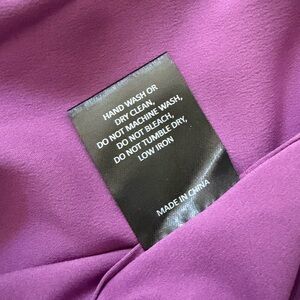 HAND WASH OR
DRY CLEAN,
DO NOT MACHINE WASH,
DO NOT BLEACH,
DO NOT TUMBLE DRY,
LOW IRON
MADE IN CHINA